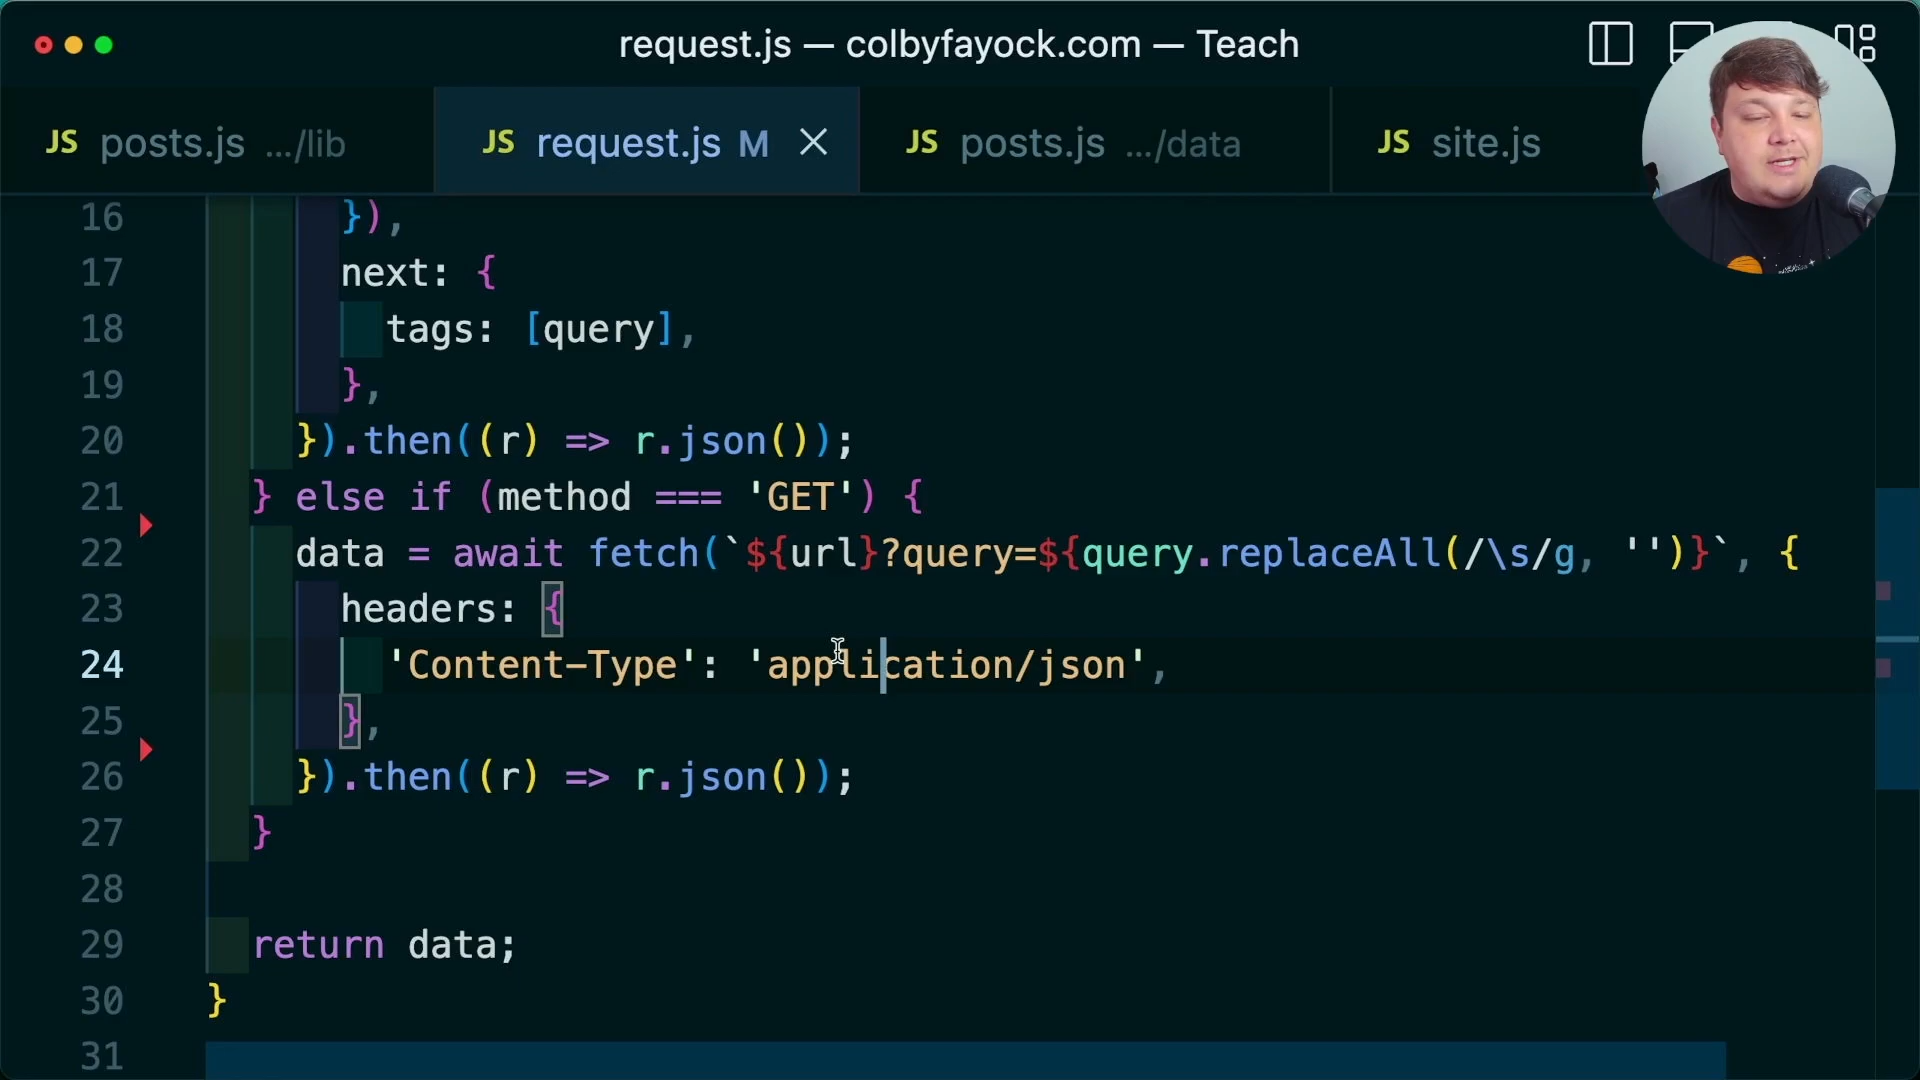 request.js — colbyfayock.com — Teach
JS posts.js .../lib
JS request.js M
JS posts.js .../data
JS site.js
16 }),
17 next: {
18 tags: [query],
19 },
20 }).then((r) => r.json());
21 } else if (method === 'GET') {
22 data = await fetch(`${url}?query=${query.replaceAll(/\s/g, '')}`, {
23 headers: {
24 'Content-Type': 'application/json',
25 },
26 }).then((r) => r.json());
27 }
28
29 return data;
30 }
31